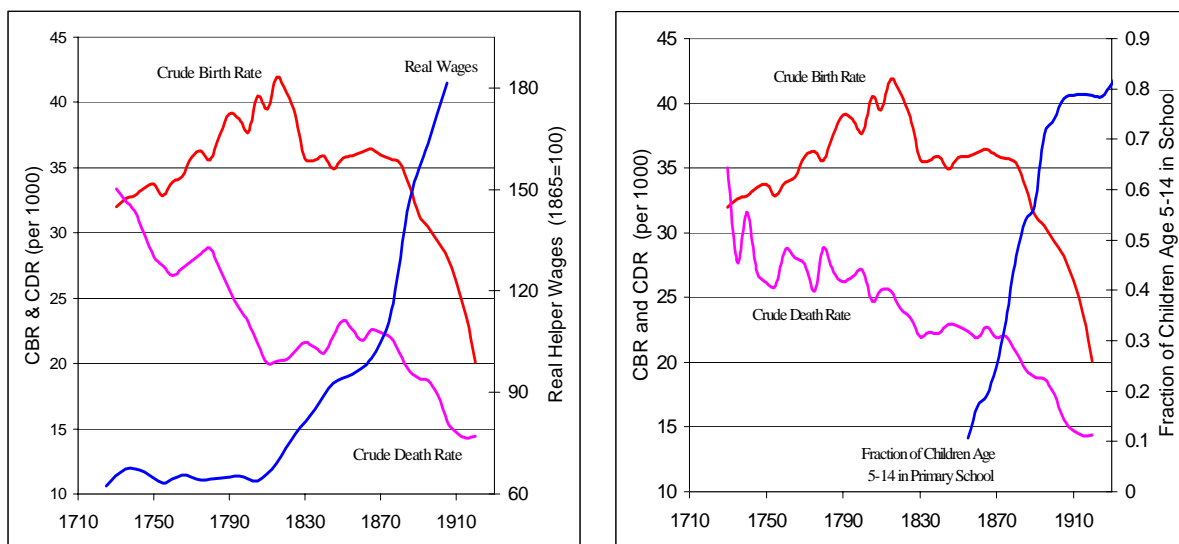 45
40
35
30
25
20
15
10
CBR & CDR (per 1000)
1710 1750 1790 1830 1870 1910
180
150
120
90
60
Real Helper Wages (1865=100)
Crude Birth Rate
Real Wages
Crude Death Rate
45
40
35
30
25
20
15
10
CBR and CDR (per 1000)
1710 1750 1790 1830 1870 1910
0.9
0.8
0.7
0.6
0.5
0.4
0.3
0.2
0.1
0
Fraction of Children Age 5-14 in School
Crude Birth Rate
Crude Death Rate
Fraction of Children Age
5-14 in Primary School